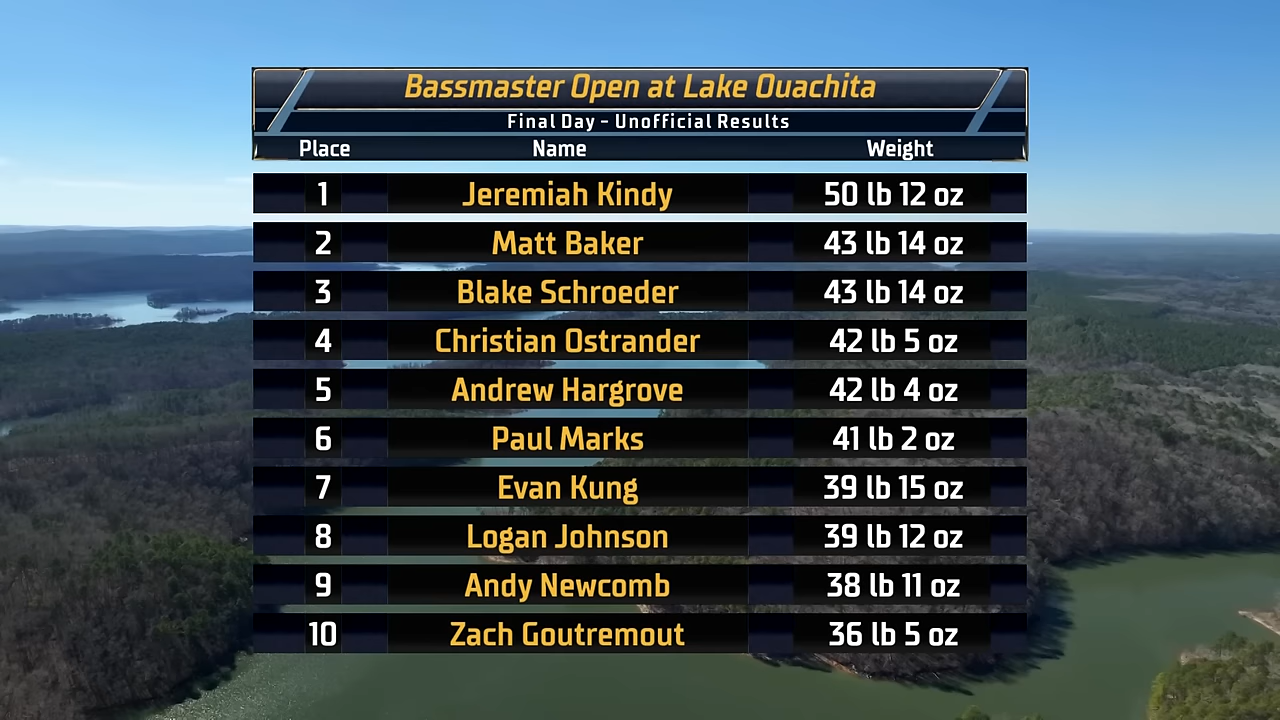 Bassmaster Open at Lake Ouachita
Final Day - Unofficial Results
Place Name Weight
1 Jeremiah Kindy 50 lb 12 oz
2 Matt Baker 43 lb 14 oz
3 Blake Schroeder 43 lb 14 oz
4 Christian Ostrander 42 lb 5 oz
5 Andrew Hargrove 42 lb 4 oz
6 Paul Marks 41 lb 2 oz
7 Evan Kung 39 lb 15 oz
8 Logan Johnson 39 lb 12 oz
9 Andy Newcomb 38 lb 11 oz
10 Zach Goutremout 36 lb 5 oz